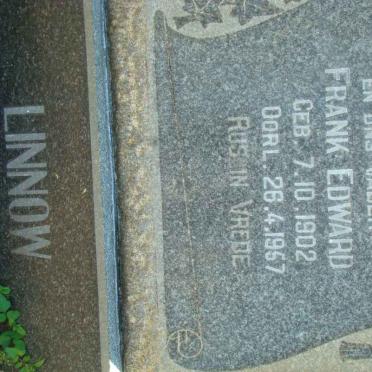 FRANK EDWARD
GEB. 7.10.1902
OORL. 26.4.1967
RUS IN VREDE
LINNOW